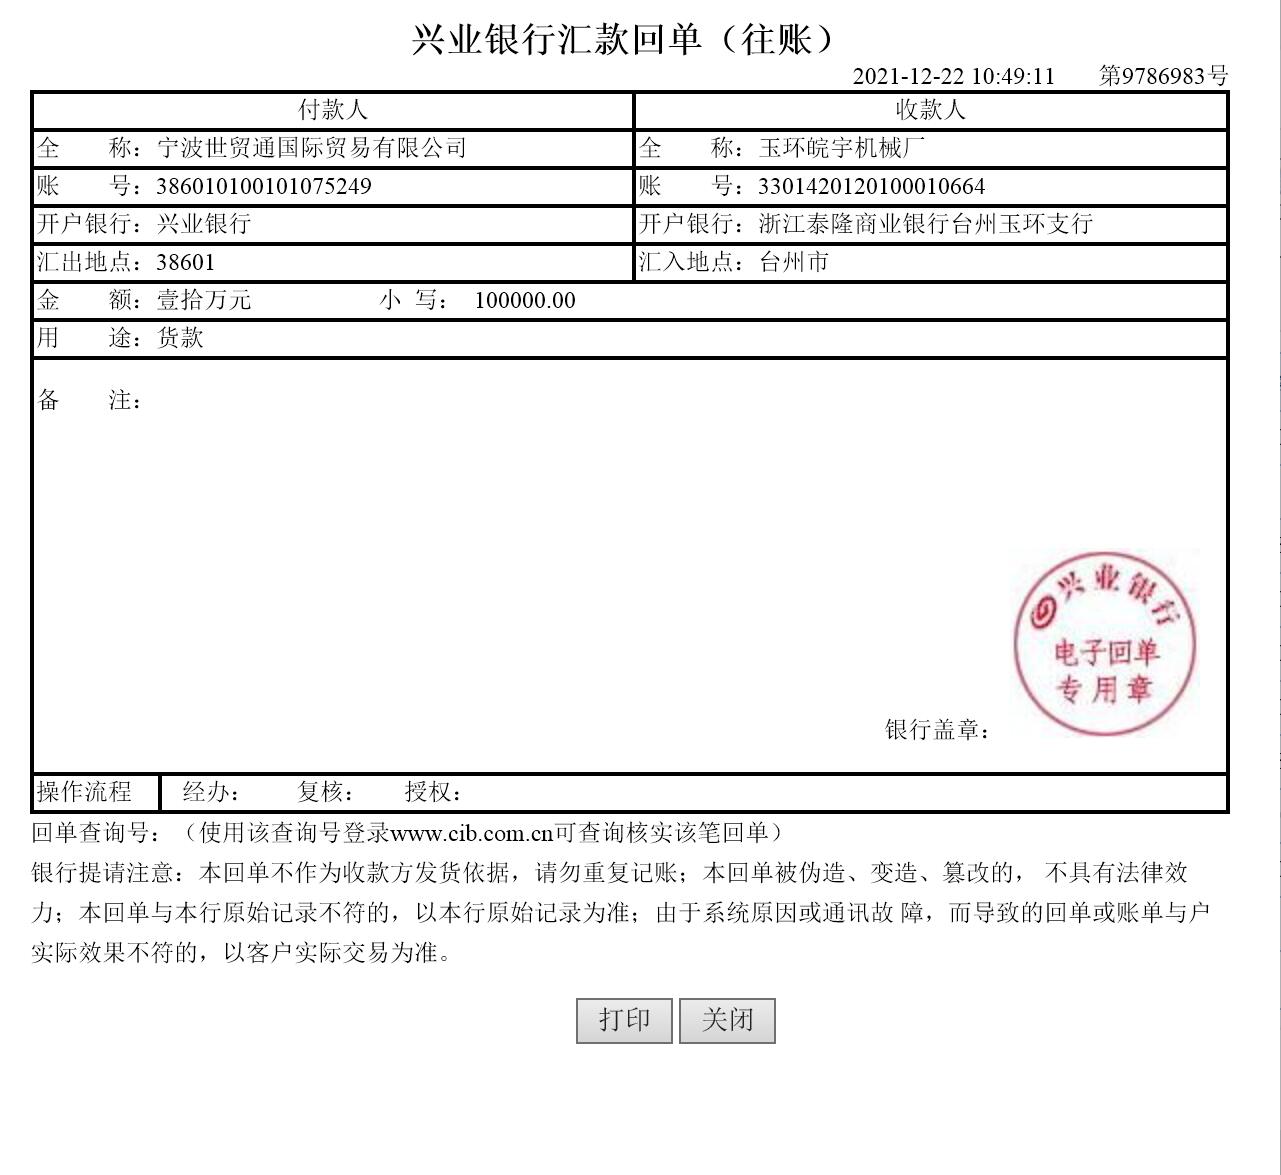 兴业银行汇款回单（往账）
2021-12-22 10:49:11 第9786983号
付款人 收款人
全 称：宁波世贸通国际贸易有限公司 全 称：玉环皖宇机械厂
账 号：386010100101075249 账 号：3301420120100010664
开户银行：兴业银行 开户银行：浙江泰隆商业银行台州玉环支行
汇出地点：38601 汇入地点：台州市
金 额：壹拾万元 小 写： 100000.00
用 途：货款
备 注：
兴业银行
电子回单
专用章
银行盖章：
操作流程 经办： 复核： 授权：
回单查询号：（使用该查询号登录www.cib.com.cn可查询核实该笔回单）
银行提请注意：本回单不作为收款方发货依据，请勿重复记账；本回单被伪造、变造、篡改的， 不具有法律效
力；本回单与本行原始记录不符的，以本行原始记录为准；由于系统原因或通讯故 障，而导致的回单或账单与户
实际效果不符的，以客户实际交易为准。
打印 关闭